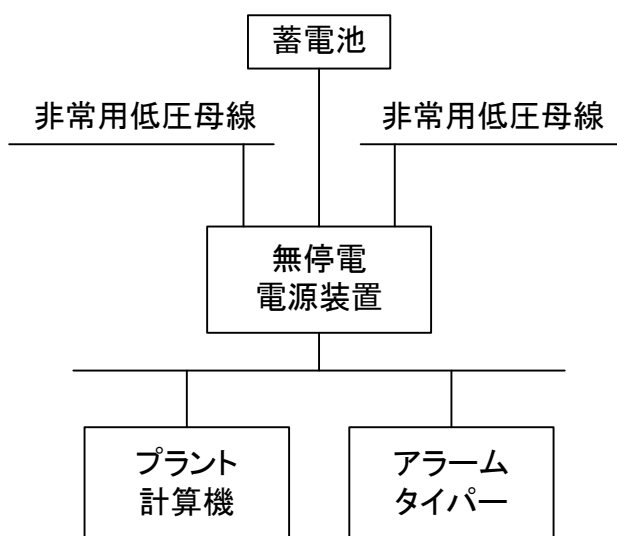 蓄電池
非常用低圧母線
非常用低圧母線
無停電
電源装置
プラント
計算機
アラーム
タイパー